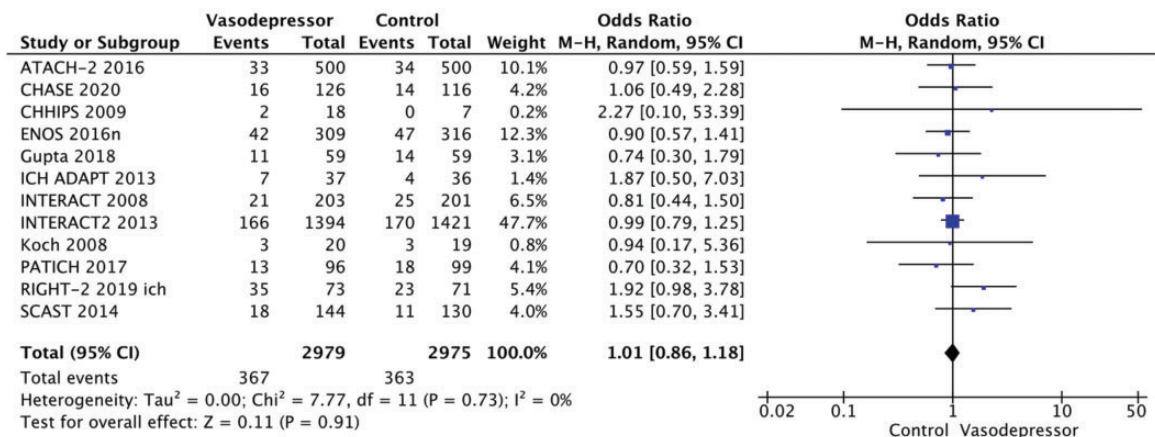 Vasodepressor Control Odds Ratio Odds Ratio
Study or Subgroup Events Total Events Total Weight M-H, Random, 95% CI M-H, Random, 95% CI
ATACH-2 2016 33 500 34 500 10.1% 0.97 [0.59, 1.59]
CHASE 2020 16 126 14 116 4.2% 1.06 [0.49, 2.28]
CHHIPS 2009 2 18 0 7 0.2% 2.27 [0.10, 53.39]
ENOS 2016n 42 309 47 316 12.3% 0.90 [0.57, 1.41]
Gupta 2018 11 59 14 59 3.1% 0.74 [0.30, 1.79]
ICH ADAPT 2013 7 37 4 36 1.4% 1.87 [0.50, 7.03]
INTERACT 2008 21 203 25 201 6.5% 0.81 [0.44, 1.50]
INTERACT2 2013 166 1394 170 1421 47.7% 0.99 [0.79, 1.25]
Koch 2008 3 20 3 19 0.8% 0.94 [0.17, 5.36]
PATICH 2017 13 96 18 99 4.1% 0.70 [0.32, 1.53]
RIGHT-2 2019 ich 35 73 23 71 5.4% 1.92 [0.98, 3.78]
SCAST 2014 18 144 11 130 4.0% 1.55 [0.70, 3.41]
Total (95% CI) 2979 2975 100.0% 1.01 [0.86, 1.18]
Total events 367 363
Heterogeneity: Tau² = 0.00; Chi² = 7.77, df = 11 (P = 0.73); I² = 0%
Test for overall effect: Z = 0.11 (P = 0.91)
0.02 0.1 1 10 50
Control Vasodepressor